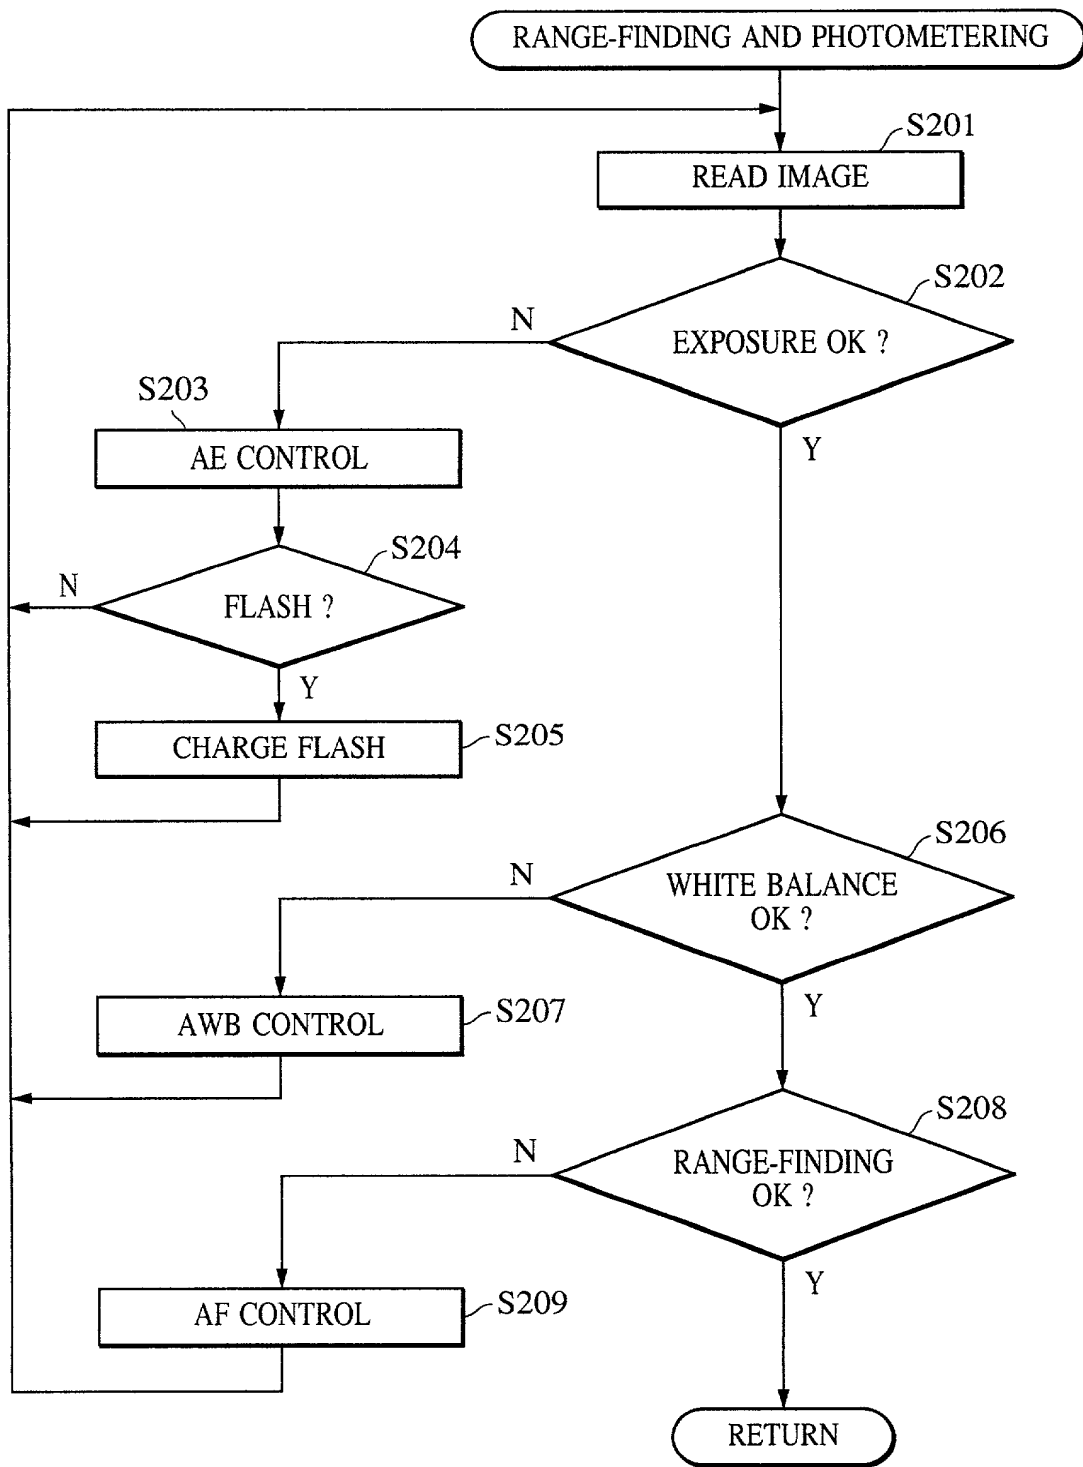 RANGE-FINDING AND PHOTOMETERING
S201
READ IMAGE
S202
N
EXPOSURE OK ?
Y
S203
AE CONTROL
S204
N
FLASH ?
Y
CHARGE FLASH
S205
S206
N
WHITE BALANCE
OK ?
Y
AWB CONTROL
S207
S208
N
RANGE-FINDING
OK ?
Y
AF CONTROL
S209
RETURN